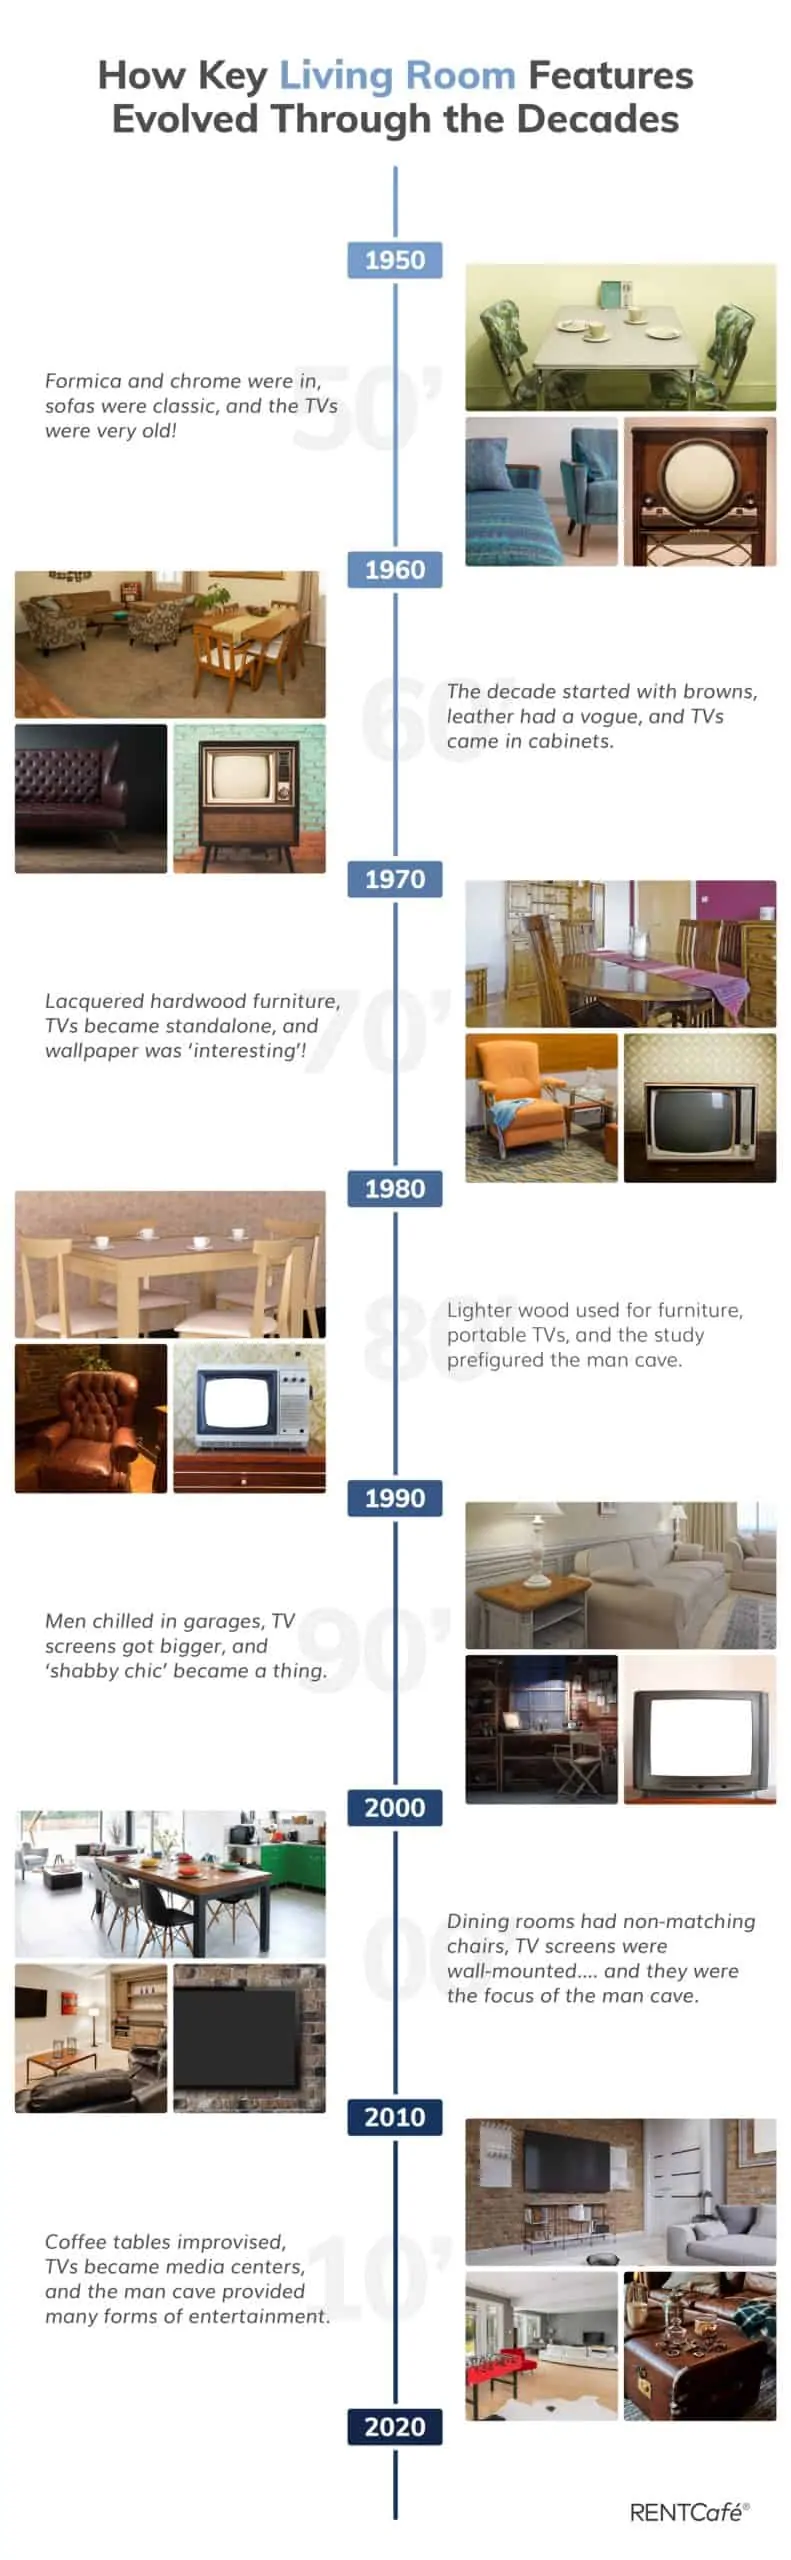 How Key Living Room Features
Evolved Through the Decades
1950
50’
Formica and chrome were in,
sofas were classic, and the TVs
were very old!
1960
60’
The decade started with browns,
leather had a vogue, and TVs
came in cabinets.
1970
70’
Lacquered hardwood furniture,
TVs became standalone, and
wallpaper was ‘interesting’!
1980
80’
Lighter wood used for furniture,
portable TVs, and the study
prefigured the man cave.
1990
90’
Men chilled in garages, TV
screens got bigger, and
‘shabby chic’ became a thing.
2000
00’
Dining rooms had non-matching
chairs, TV screens were
wall-mounted.... and they were
the focus of the man cave.
2010
10’
Coffee tables improvised,
TVs became media centers,
and the man cave provided
many forms of entertainment.
2020
RENTCafé®